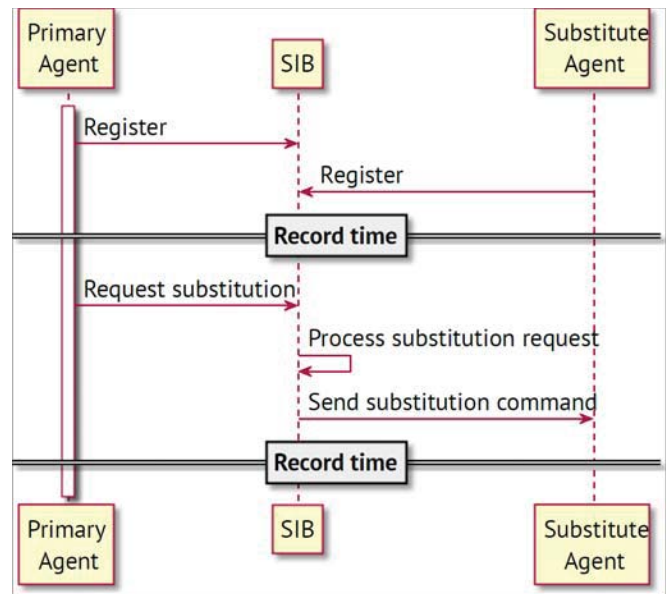 Primary
Agent
SIB
Substitute
Agent
Register
Register
Record time
Request substitution
Process substitution request
Send substitution command
Record time
Primary
Agent
SIB
Substitute
Agent